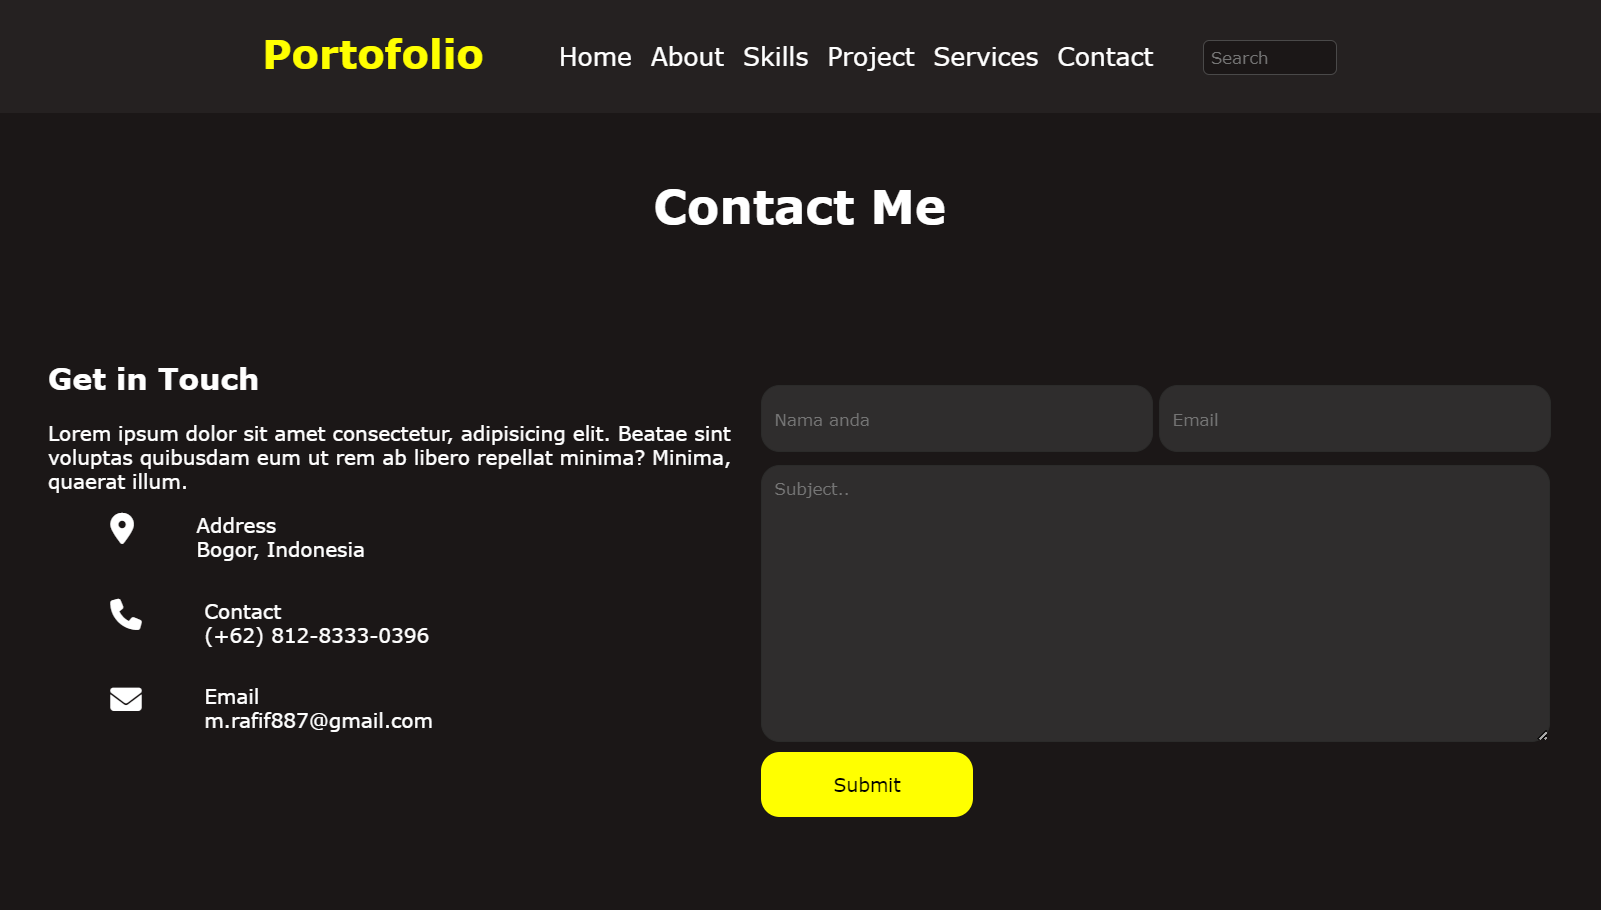 Portofolio
Home About Skills Project Services Contact
Search
Contact Me
Get in Touch
Lorem ipsum dolor sit amet consectetur, adipisicing elit. Beatae sint
voluptas quibusdam eum ut rem ab libero repellat minima? Minima,
quaerat illum.
Address
Bogor, Indonesia
Contact
(+62) 812-8333-0396
Email
m.rafif887@gmail.com
Nama anda
Email
Subject..
Submit